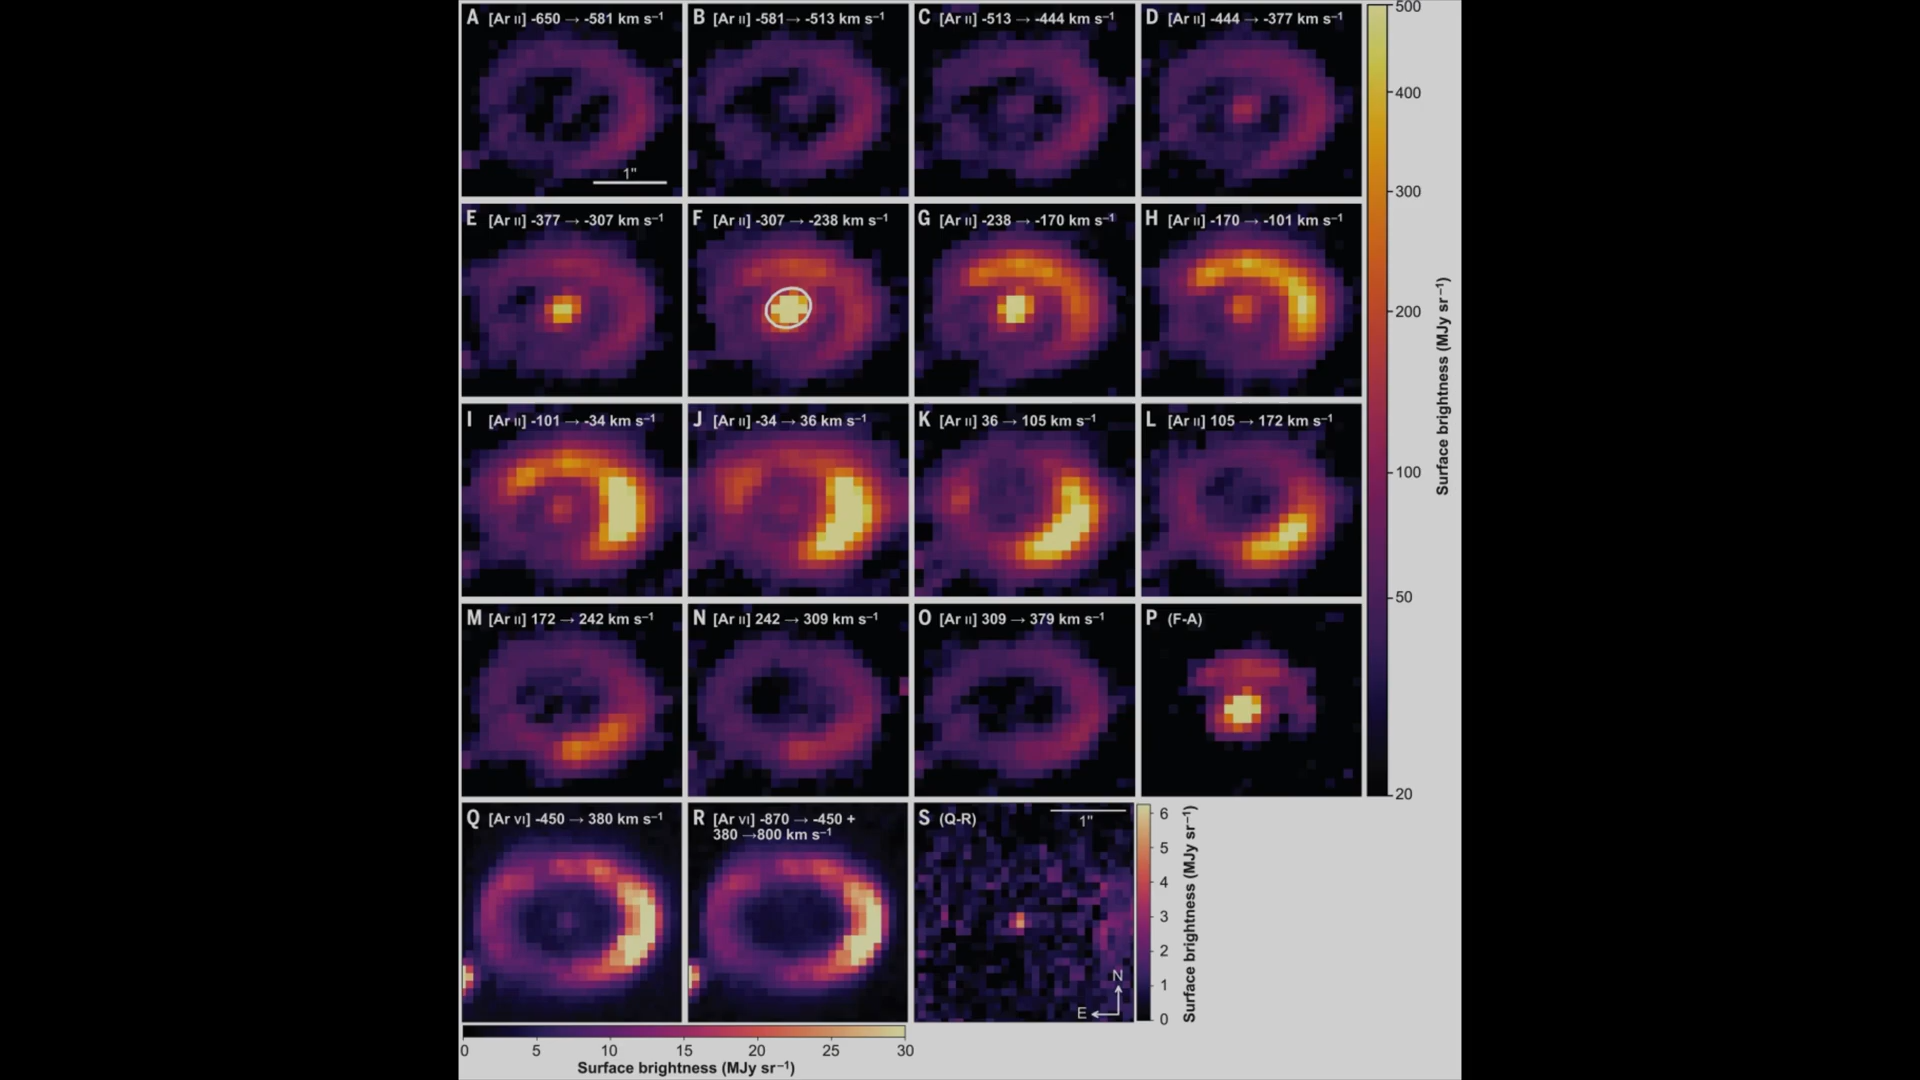 A [Ar II] -650 → -581 km s⁻¹
B [Ar II] -581→ -513 km s⁻¹
C [Ar II] -513 → -444 km s⁻¹
D [Ar II] -444 → -377 km s⁻¹
500
1"
400
300
E [Ar II] -377 → -307 km s⁻¹
F [Ar II] -307 → -238 km s⁻¹
G [Ar II] -238 → -170 km s⁻¹
H [Ar II] -170 → -101 km s⁻¹
200
Surface brightness (MJy sr⁻¹)
I [Ar II] -101 → -34 km s⁻¹
J [Ar II] -34 → 36 km s⁻¹
K [Ar II] 36 → 105 km s⁻¹
L [Ar II] 105 → 172 km s⁻¹
100
50
M [Ar II] 172 → 242 km s⁻¹
N [Ar II] 242 → 309 km s⁻¹
O [Ar II] 309 → 379 km s⁻¹
P (F-A)
20
Q [Ar VI] -450 → 380 km s⁻¹
R [Ar VI] -870 → -450 +
380 →800 km s⁻¹
S (Q-R)
1"
N
E
6
5
4
3
2
1
0
Surface brightness (MJy sr⁻¹)
0 5 10 15 20 25 30
Surface brightness (MJy sr⁻¹)